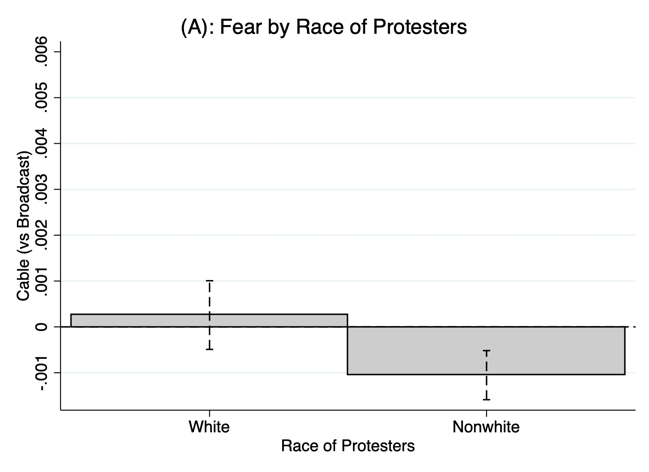 (A): Fear by Race of Protesters
Cable (vs Broadcast)
.006
.005
.004
.003
.002
.001
0
-.001
White
Nonwhite
Race of Protesters